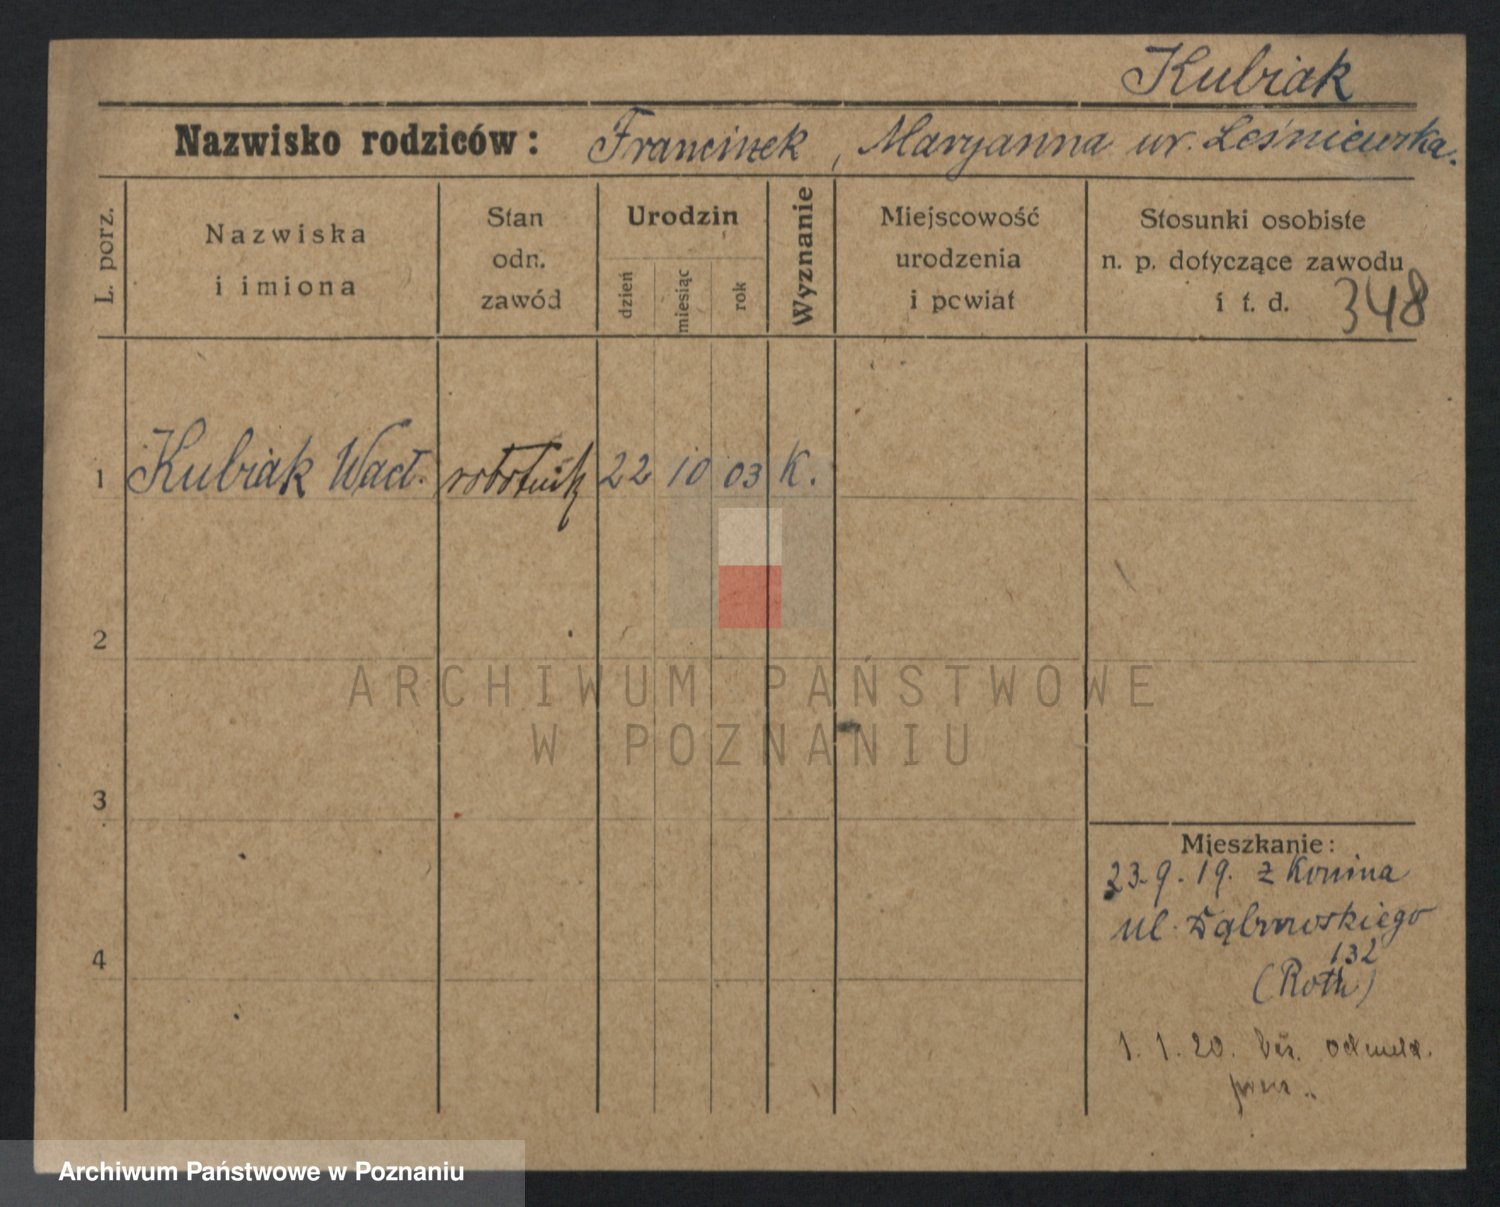 Kubiak
Nazwisko rodziców: Franciszek, Maryanna ur. Leśniewska.
L. porz.
Nazwiska
i imiona
Stan
odn.
zawód
Urodzin
dzień
miesiąc
rok
Wyznanie
Miejscowość
urodzenia
i powiat
Stosunki osobiste
n. p. dotyczące zawodu
i t. d.
348
1 Kubiak Wacł. robotnik 22 10 03 K.
2
3
4
Mieszkanie:
23.9.19. z Konina
ul. Dąbrowskiego
132
(Roth)
1. 1. 20. odmeld.
ARCHIWUM PAŃSTWOWE
W POZNANIU
Archiwum Państwowe w Poznaniu